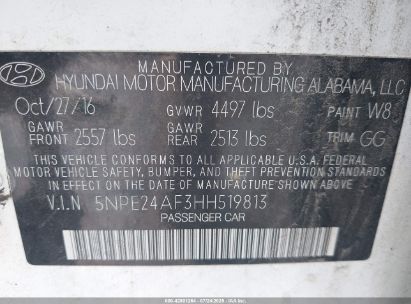 MANUFACTURED BY
HYUNDAI MOTOR MANUFACTURING ALABAMA, LLC
Oct/27/16 GVWR 4497 lbs PAINT W8
GAWR FRONT 2557 lbs GAWR REAR 2513 lbs TRIM GG
THIS VEHICLE CONFORMS TO ALL APPLICABLE U.S.A. FEDERAL
MOTOR VEHICLE SAFETY, BUMPER, AND THEFT PREVENTION STANDARDS
IN EFFECT ON THE DATE OF MANUFACTURE SHOWN ABOVE.
V.I.N 5NPE24AF3HH519813
PASSENGER CAR